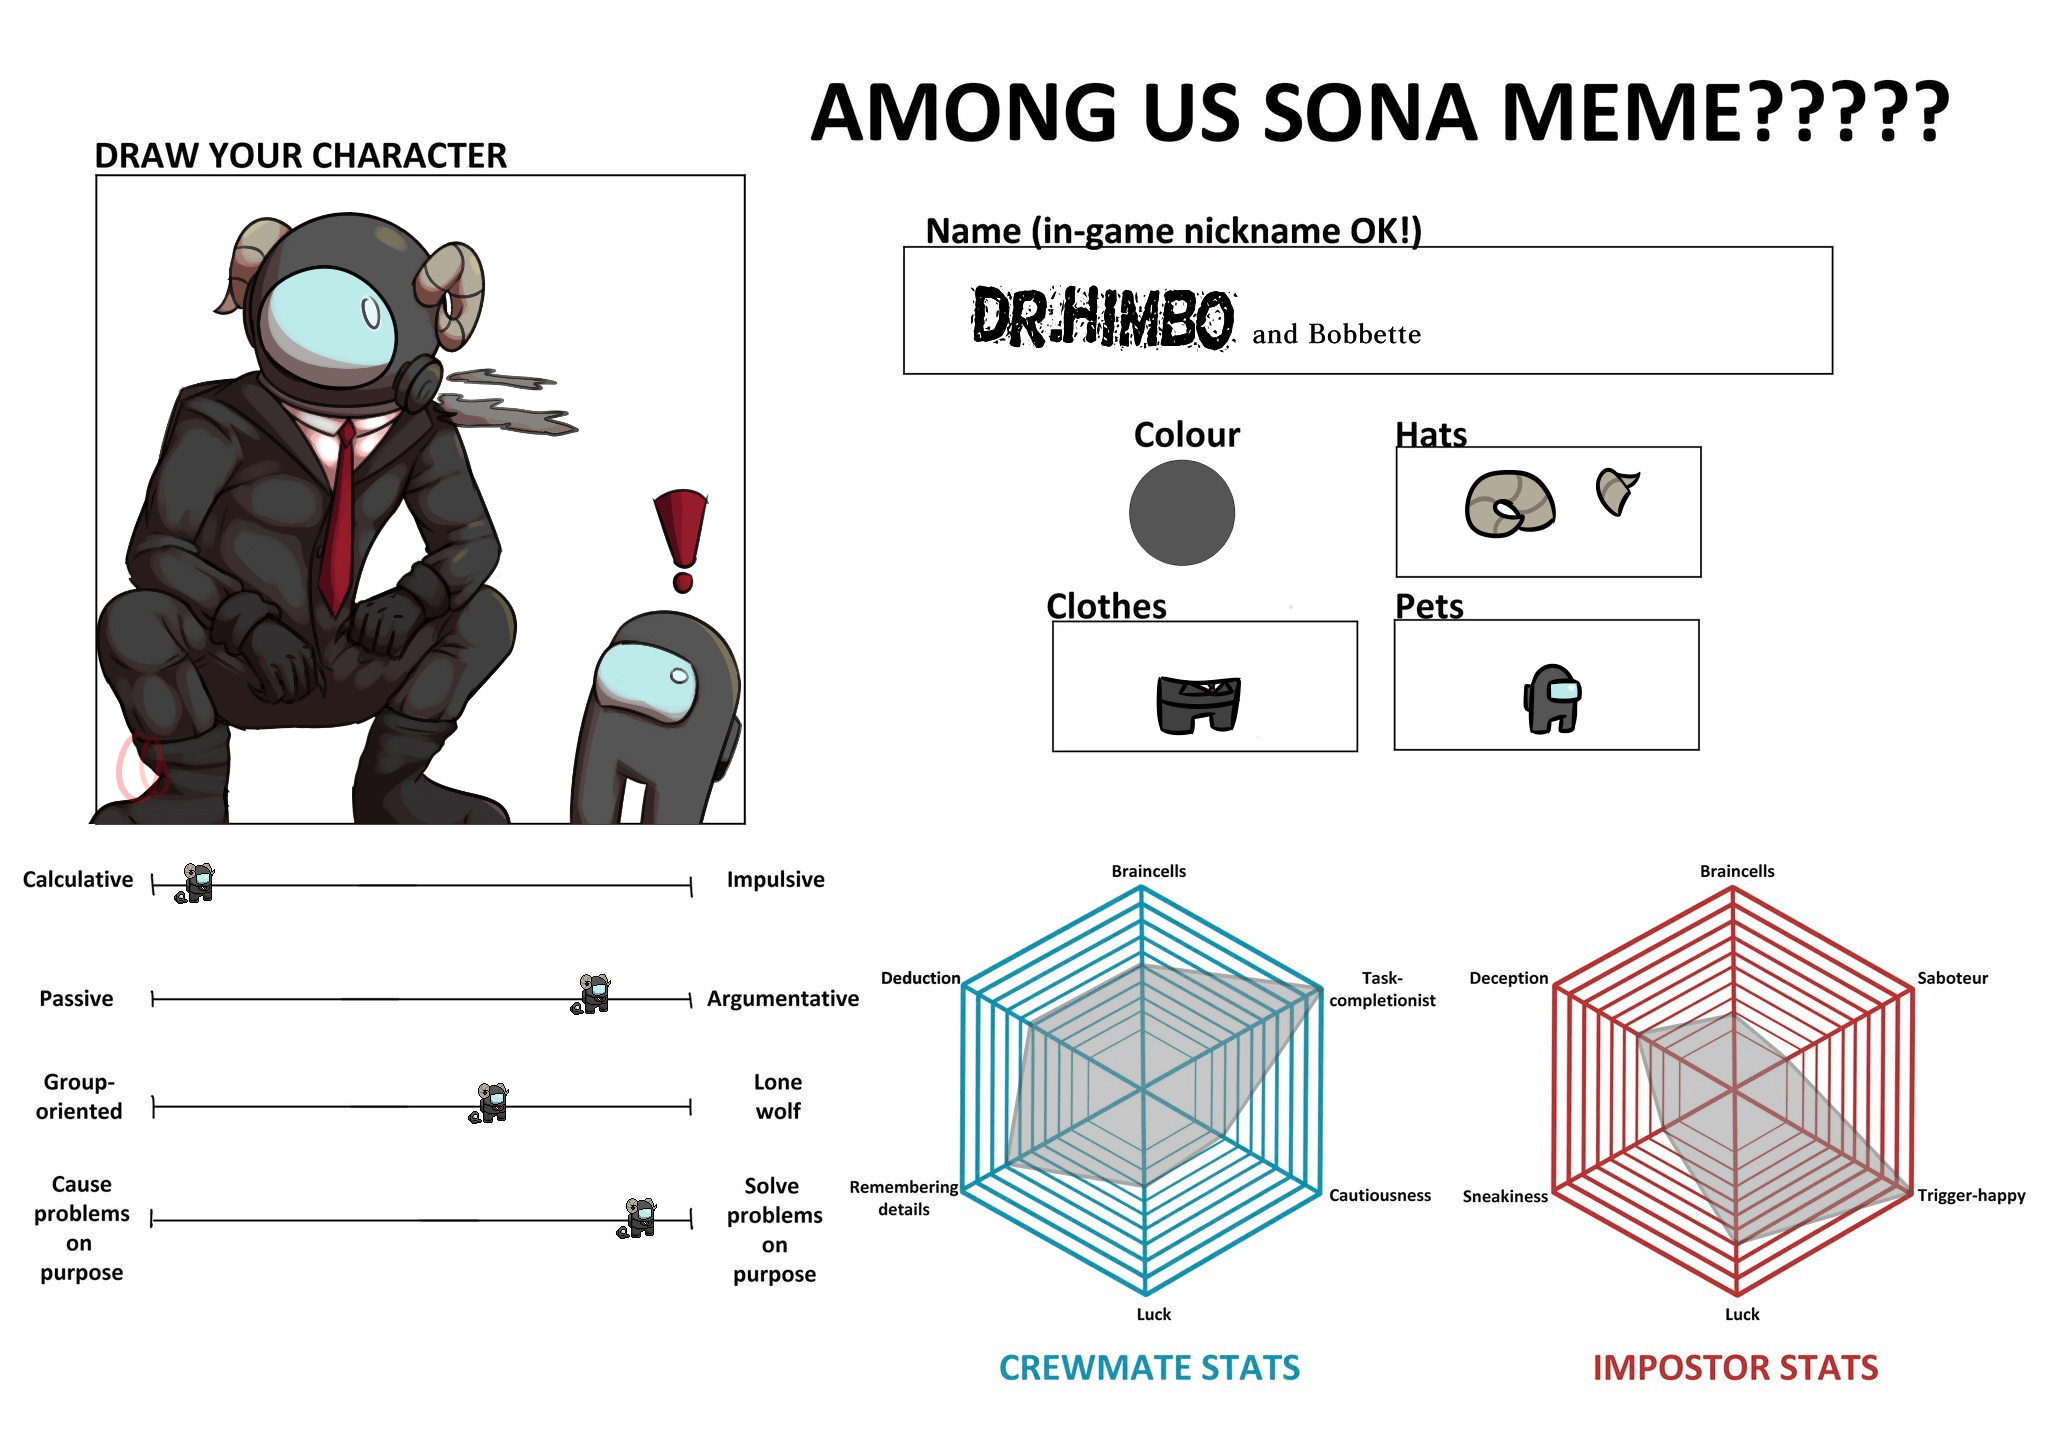 AMONG US SONA MEME?????
DRAW YOUR CHARACTER
Name (in-game nickname OK!)
DR.HIMBO and Bobbette
Colour
Hats
Clothes
Pets
Calculative
Impulsive
Passive
Argumentative
Group-
oriented
Lone
wolf
Cause
problems
on
purpose
Solve
problems
on
purpose
Braincells
Task-
completionist
Cautiousness
Luck
Remembering
details
Deduction
CREWMATE STATS
Braincells
Saboteur
Trigger-happy
Luck
Sneakiness
Deception
IMPOSTOR STATS